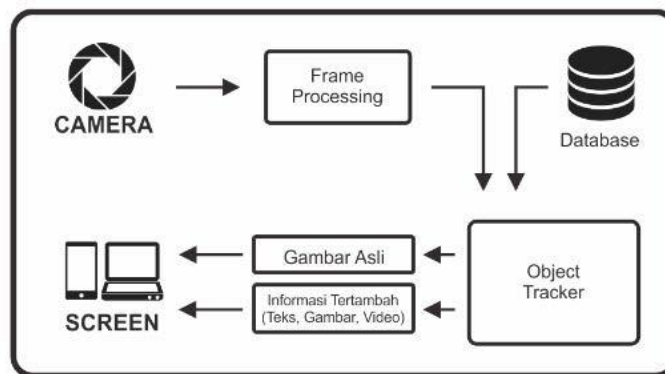 CAMERA
Frame
Processing
Database
Gambar Asli
Informasi Tertambah
(Teks, Gambar, Video)
SCREEN
Object
Tracker